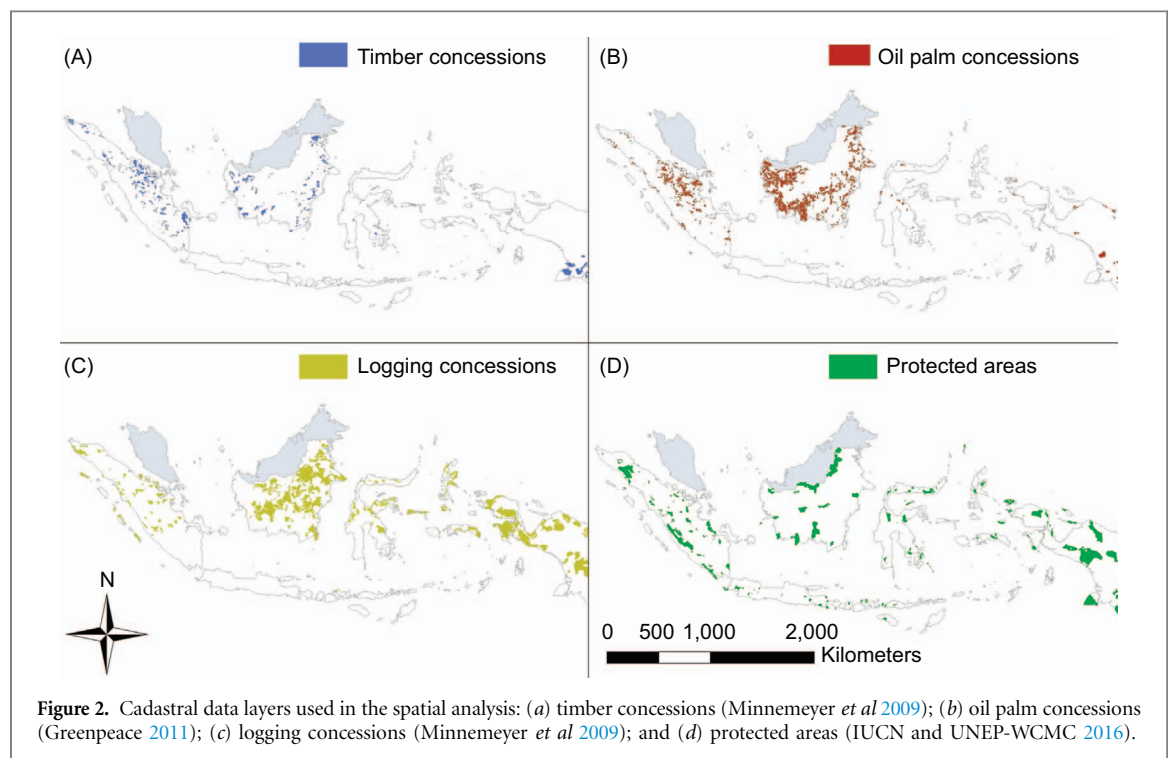 (A) Timber concessions
(B) Oil palm concessions
(C) Logging concessions
(D) Protected areas
N
0 500 1,000 2,000
Kilometers
Figure 2. Cadastral data layers used in the spatial analysis: (a) timber concessions (Minnemeyer et al 2009); (b) oil palm concessions
(Greenpeace 2011); (c) logging concessions (Minnemeyer et al 2009); and (d) protected areas (IUCN and UNEP-WCMC 2016).